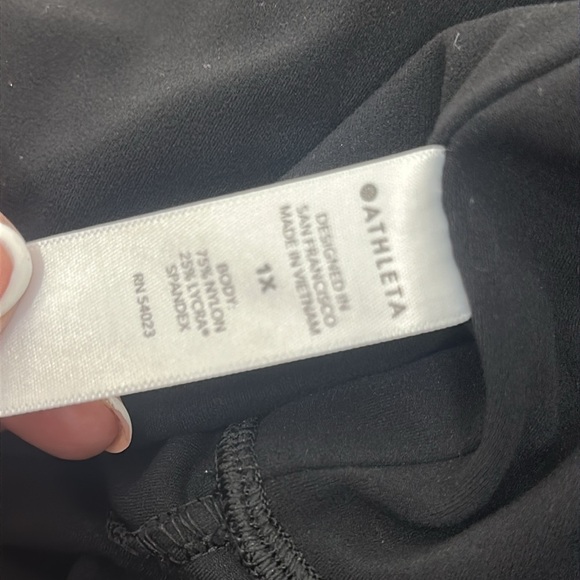 ATHLETA
DESIGNED IN
SAN FRANCISCO
MADE IN VIETNAM
1X
BODY:
75% NYLON
25% LYCRA®
SPANDEX
RN 54023